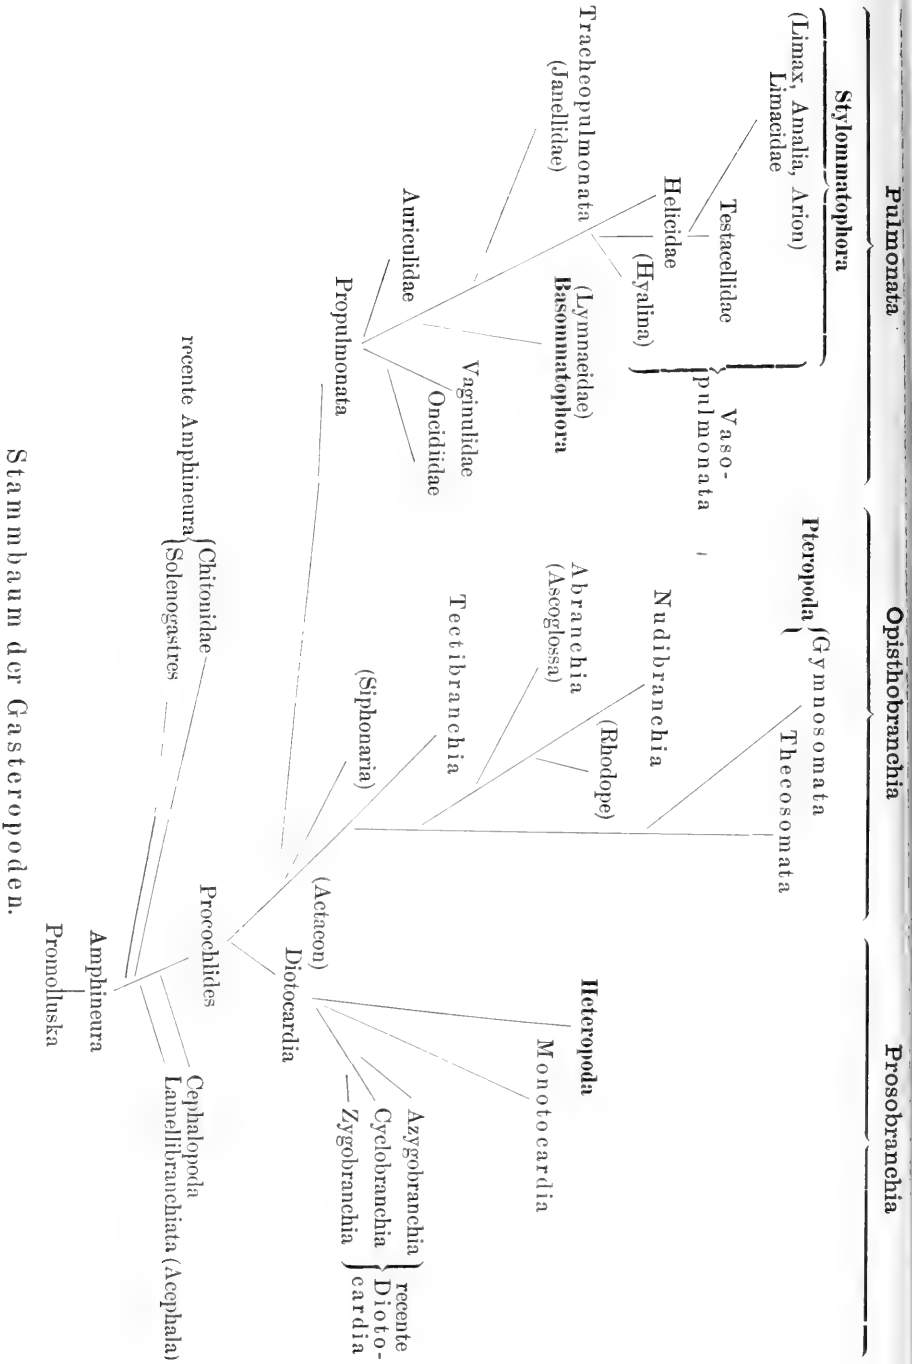 Pulmonata
Opisthobranchia
Prosobranchia
Stylommatophora
(Limax, Amalia, Arion)
Limacidae
Testacellidae
Helicidae
(Hyalina)
Vaso-
pulmonata
Tracheopulmonata
(Janellidae)
(Lymnaeidae)
Basommatophora
Auriculidae
Vaginulidae
Oncidiidae
Propulmonata
Pteropoda
Gymnosomata
Thecosomata
Nudibranchia
(Rhodope)
Abranchia
(Ascoglossa)
Tectibranchia
(Siphonaria)
(Actaeon)
Heteropoda
Monotocardia
Azygobranchia
Cyclobranchia
Zygobranchia
recente
Dioto-
cardia
Diotocardia
Procochlides
recente Amphineura
Chitonidae
Solenogastres
Cephalopoda
Lamellibranchiata (Acephala)
Amphineura
Promolluska
Stammbaum der Gasteropoden.